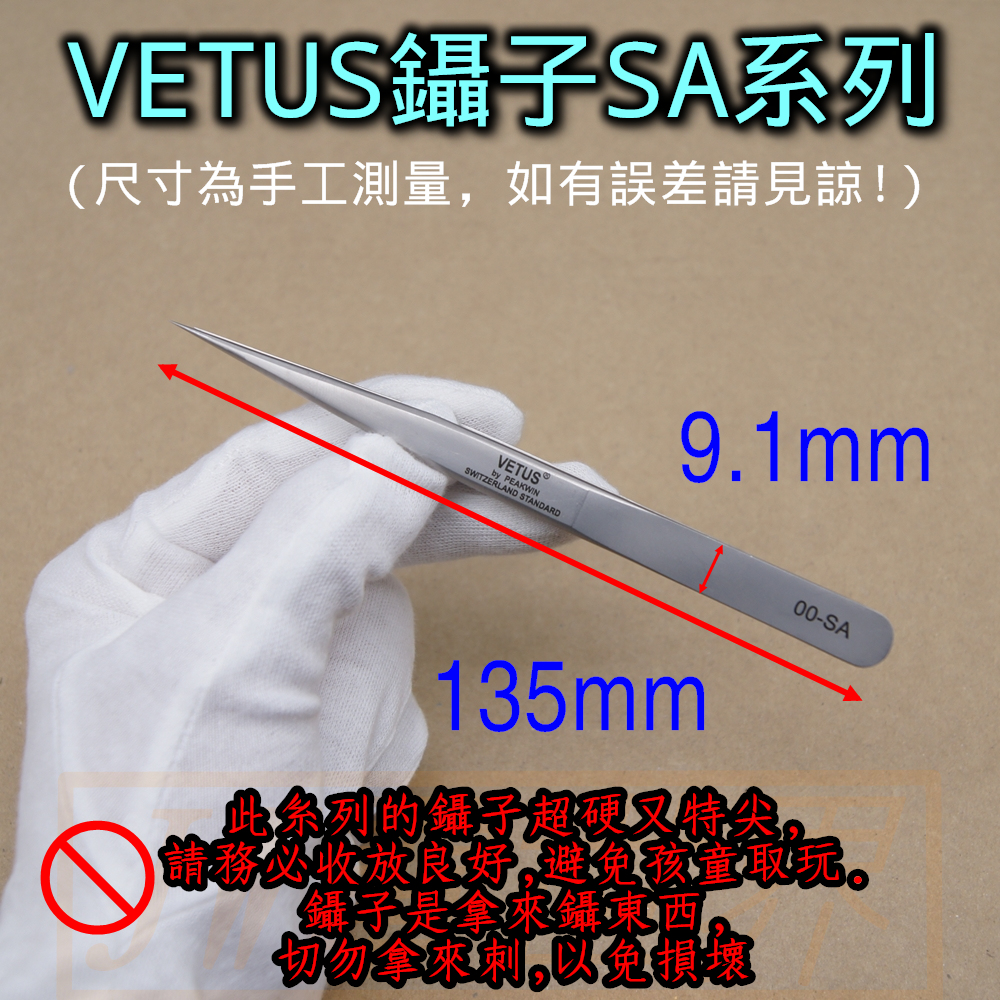 VETUS鑷子SA系列
(尺寸為手工測量，如有誤差請見諒!)
9.1mm
VETUS®
by PEAKWIN
SWITZERLAND STANDARD
00-SA
135mm
此系列的鑷子超硬又特尖,
請務必收放良好,避免孩童取玩。
鑷子是拿來鑷東西,
切勿拿來刺,以免損壞